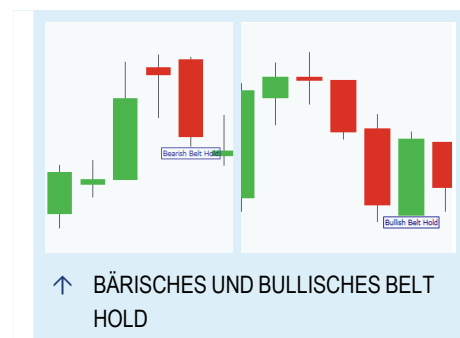 Bearish Belt Hold
Bullish Belt Hold
BÄRISCHES UND BULLISCHES BELT
HOLD